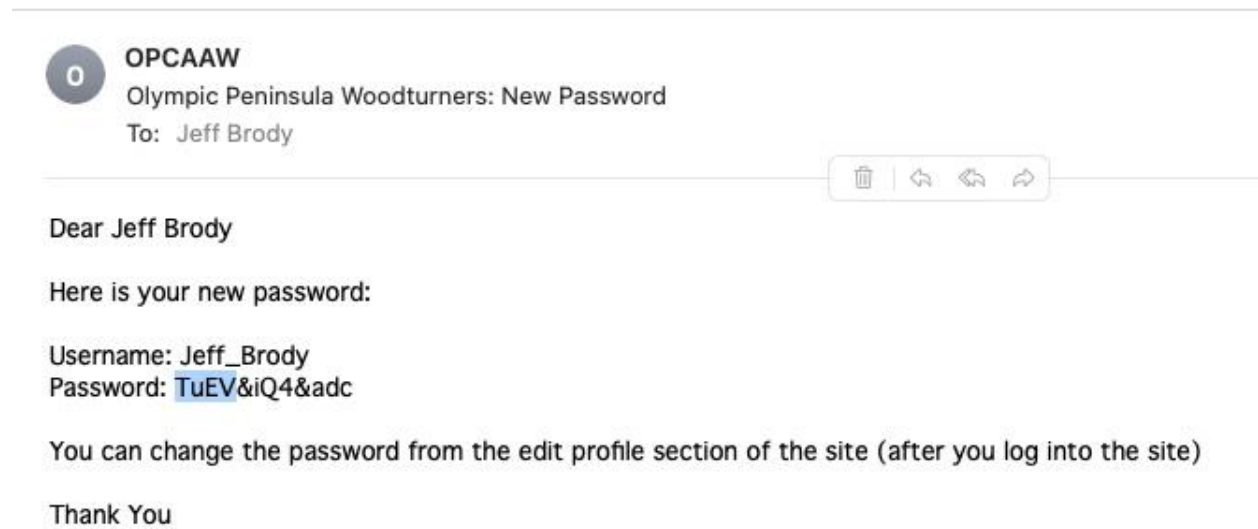 O
OPCAAW
Olympic Peninsula Woodturners: New Password
To: Jeff Brody
Dear Jeff Brody
Here is your new password:
Username: Jeff_Brody
Password: TuEV&iQ4&adc
You can change the password from the edit profile section of the site (after you log into the site)
Thank You